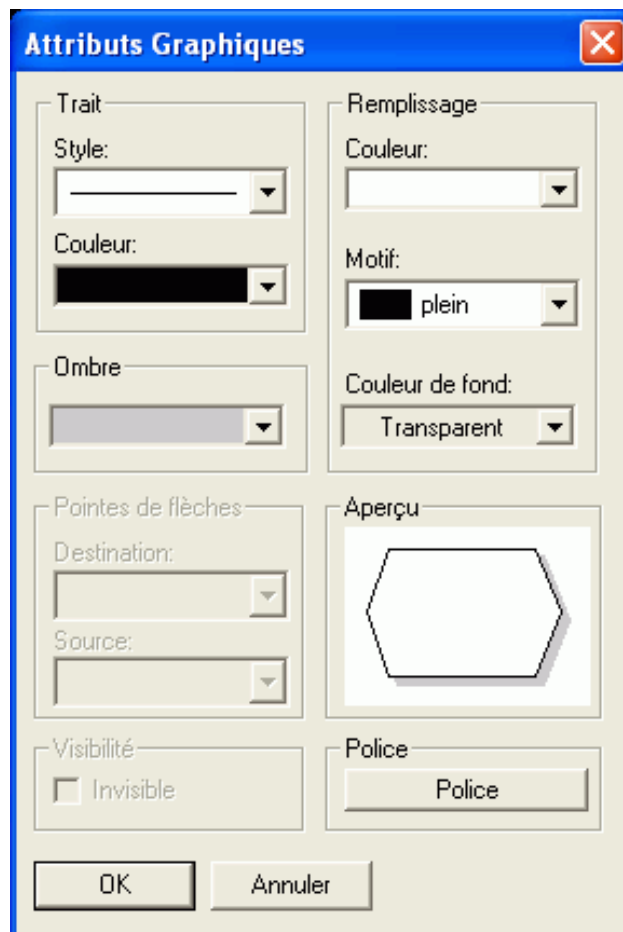 Attributs Graphiques
Trait
Style:
Couleur:
Ombre
Remplissage
Couleur:
Motif:
plein
Couleur de fond:
Transparent
Pointes de flèches
Destination:
Source:
Aperçu
Visibilité
Invisible
Police
Police
OK
Annuler